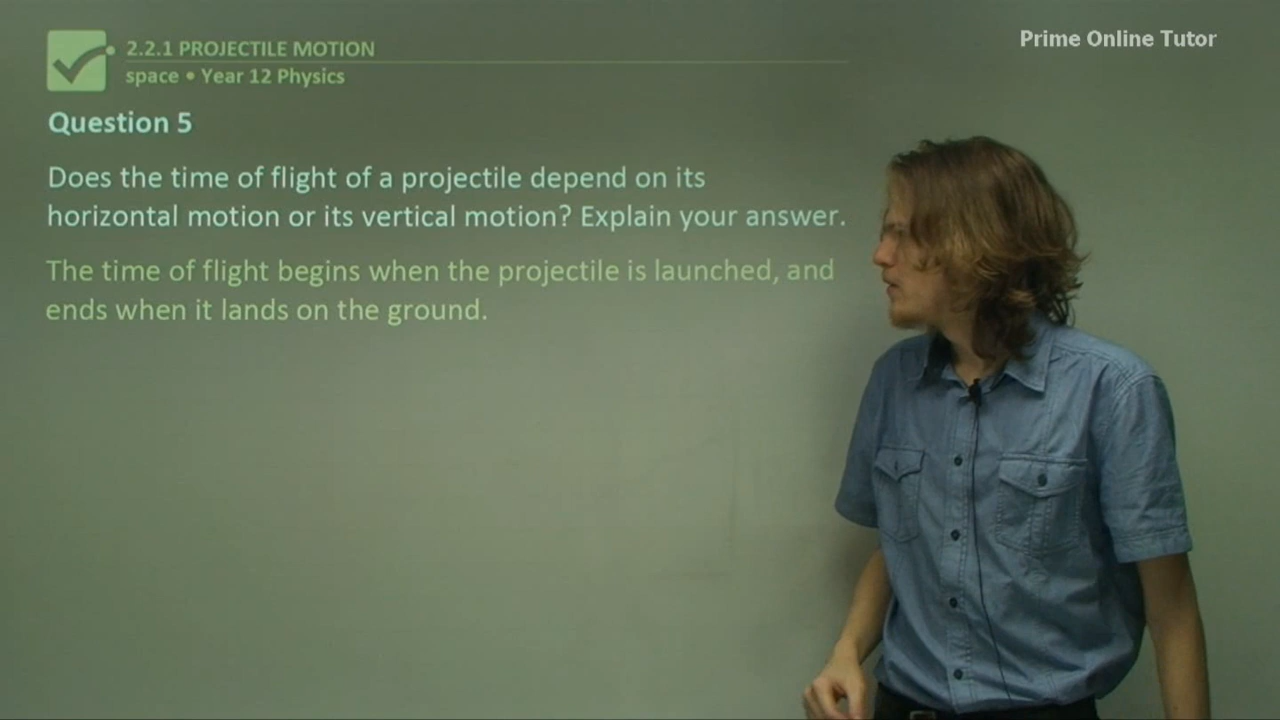 2.2.1 PROJECTILE MOTION
Prime Online Tutor
space • Year 12 Physics
Question 5
Does the time of flight of a projectile depend on its
horizontal motion or its vertical motion? Explain your answer.
The time of flight begins when the projectile is launched, and
ends when it lands on the ground.